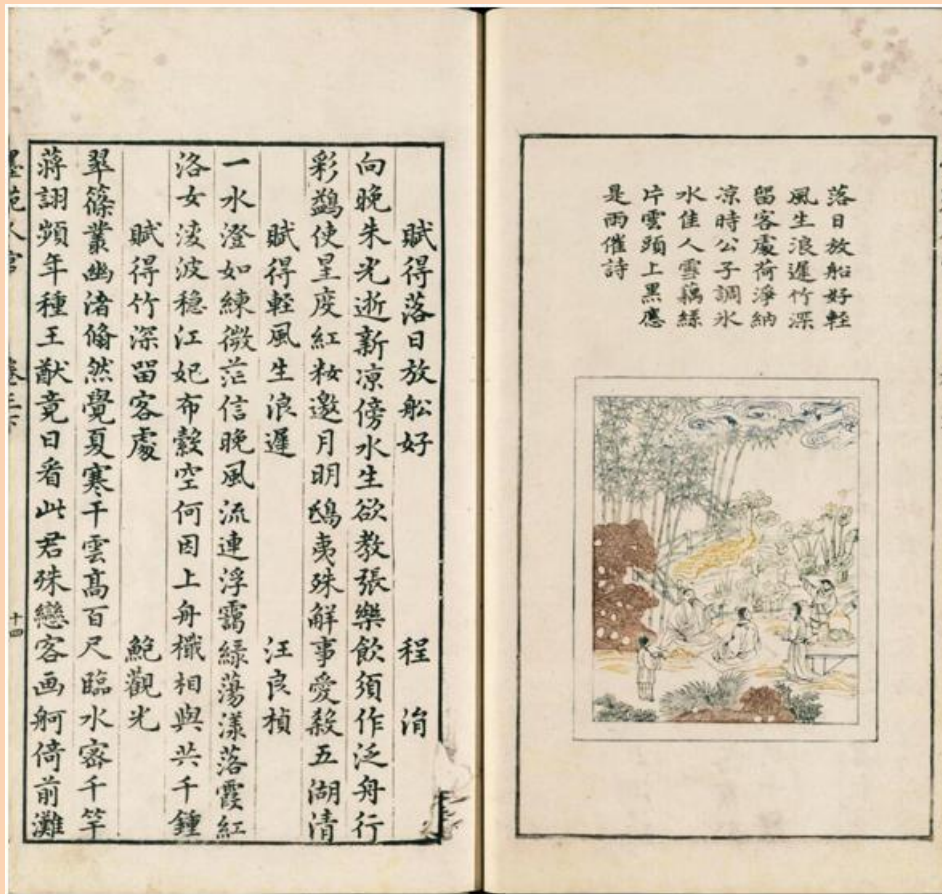 落日放船好輕
風生浪遲竹深
留客處荷淨納
凉時公子調氷
水佳人雪藕絲
片雲頭上黑應
是雨催詩
賦得落日放船好 程涓
向晚朱光逝新凉傍水生欲教張樂飲須作泛舟行
彩鷁使星度紅粧邀月明鴟夷殊解事愛殺五湖清
賦得輕風生浪遲 汪良楨
一水澄如練微茫信晚風流連浮靄綠蕩漾落霞紅
洛女淩波穩江妃布縠空何因上舟檝相與共千鍾
賦得竹深留客處 鮑觀光
翠篠叢幽渚翛然覺夏寒干雲高百尺臨水密千竿
蔣詡頻年種王猷竟日看此君殊戀客画舸倚前灘
十四